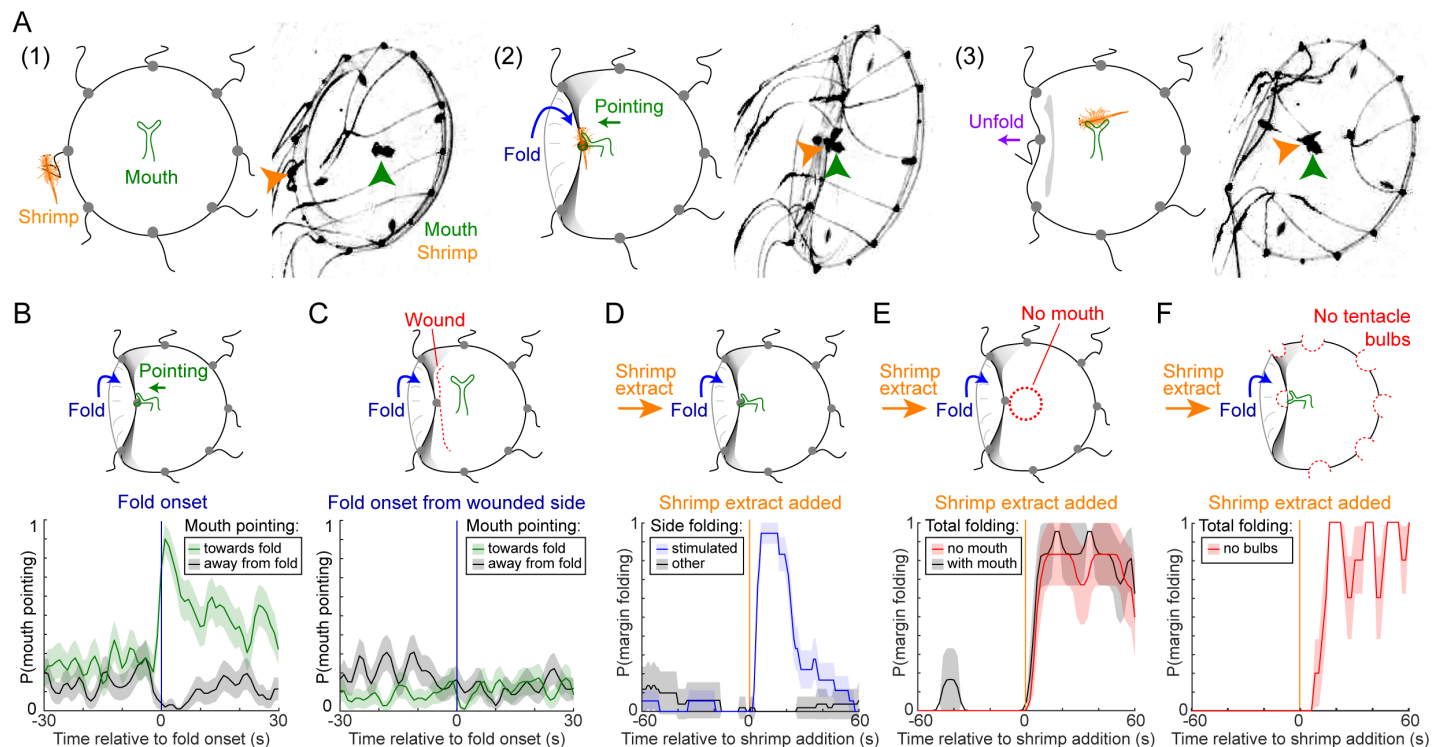 A
(1)
Shrimp
Mouth
Mouth
Shrimp
(2)
Fold
Pointing
(3)
Unfold
B
Fold
Pointing
Fold onset
Mouth pointing:
towards fold
away from fold
P(mouth pointing)
1
0
-30
0
30
Time relative to fold onset (s)
C
Wound
Fold
Fold onset from wounded side
Mouth pointing:
towards fold
away from fold
P(mouth pointing)
1
0
-30
0
30
Time relative to fold onset (s)
D
Shrimp
extract
Fold
Shrimp extract added
Side folding:
stimulated
other
P(margin folding)
1
0
-60
0
60
Time relative to shrimp addition (s)
E
No mouth
Shrimp
extract
Fold
Shrimp extract added
Total folding:
no mouth
with mouth
P(margin folding)
1
0
-60
0
60
Time relative to shrimp addition (s)
F
No tentacle
bulbs
Shrimp
extract
Fold
Shrimp extract added
Total folding:
no bulbs
P(margin folding)
1
0
-60
0
60
Time relative to shrimp addition (s)